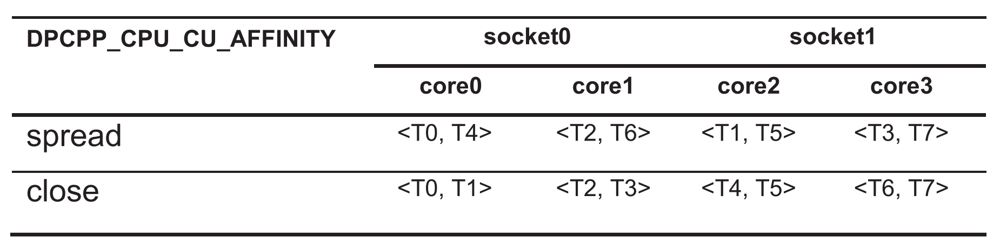 DPCPP_CPU_CU_AFFINITY socket0 socket1
core0 core1 core2 core3
spread <T0, T4> <T2, T6> <T1, T5> <T3, T7>
close <T0, T1> <T2, T3> <T4, T5> <T6, T7>